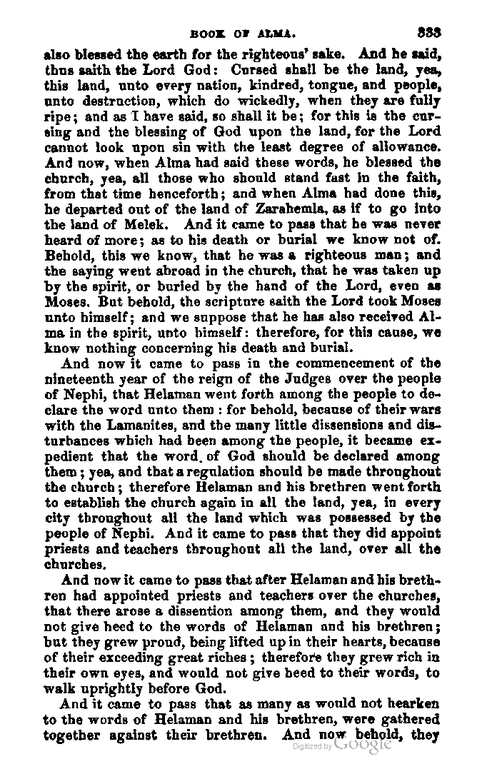 BOOK OF ALMA. 333
also blessed the earth for the righteous' sake. And he said,
thus saith the Lord God: Cursed shall be the land, yea,
this land, unto every nation, kindred, tongue, and people,
unto destruction, which do wickedly, when they are fully
ripe; and as I have said, so shall it be; for this is the cur-
sing and the blessing of God upon the land, for the Lord
cannot look upon sin with the least degree of allowance.
And now, when Alma had said these words, he blessed the
church, yea, all those who should stand fast in the faith,
from that time henceforth; and when Alma had done this,
he departed out of the land of Zarahemla, as if to go into
the land of Melek. And it came to pass that he was never
heard of more; as to his death or burial we know not of.
Behold, this we know, that he was a righteous man; and
the saying went abroad in the church, that he was taken up
by the spirit, or buried by the hand of the Lord, even as
Moses. But behold, the scripture saith the Lord took Moses
unto himself; and we suppose that he has also received Al-
ma in the spirit, unto himself: therefore, for this cause, we
know nothing concerning his death and burial.
And now it came to pass in the commencement of the
nineteenth year of the reign of the Judges over the people
of Nephi, that Helaman went forth among the people to de-
clare the word unto them : for behold, because of their wars
with the Lamanites, and the many little dissensions and dis-
turbances which had been among the people, it became ex-
pedient that the word of God should be declared among
them; yea, and that a regulation should be made throughout
the church; therefore Helaman and his brethren went forth
to establish the church again in all the land, yea, in every
city throughout all the land which was possessed by the
people of Nephi. And it came to pass that they did appoint
priests and teachers throughout all the land, over all the
churches.
And now it came to pass that after Helaman and his breth-
ren had appointed priests and teachers over the churches,
that there arose a dissention among them, and they would
not give heed to the words of Helaman and his brethren;
but they grew proud, being lifted up in their hearts, because
of their exceeding great riches; therefore they grew rich in
their own eyes, and would not give heed to their words, to
walk uprightly before God.
And it came to pass that as many as would not hearken
to the words of Helaman and his brethren, were gathered
together against their brethren. And now behold, they
Digitized by Google